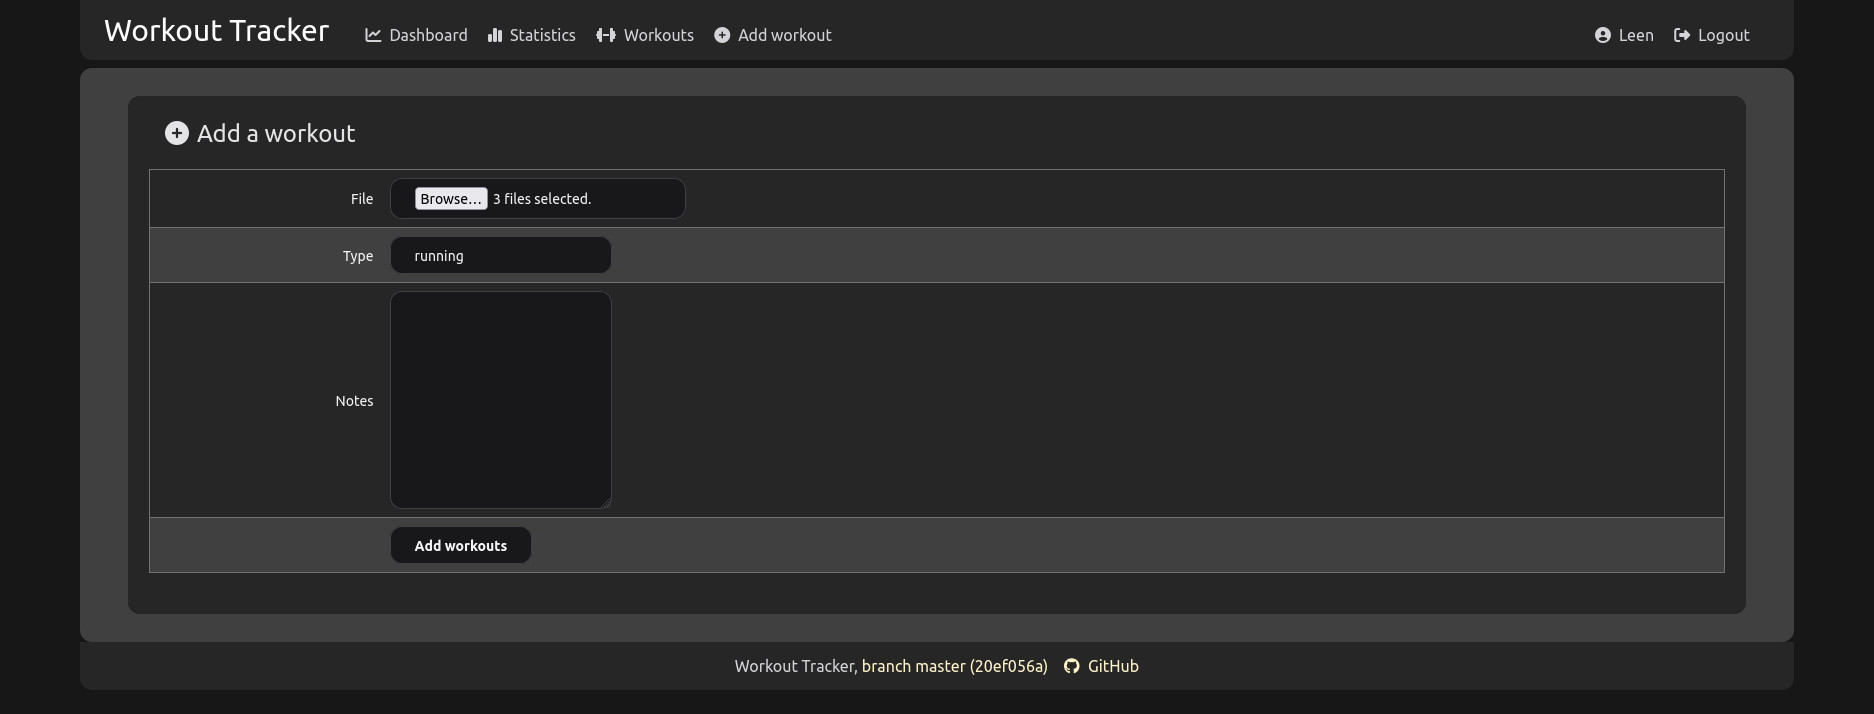 Workout Tracker Dashboard Statistics Workouts Add workout Leen Logout
Add a workout
File Browse... 3 files selected.
Type running
Notes
Add workouts
Workout Tracker, branch master (20ef056a) GitHub